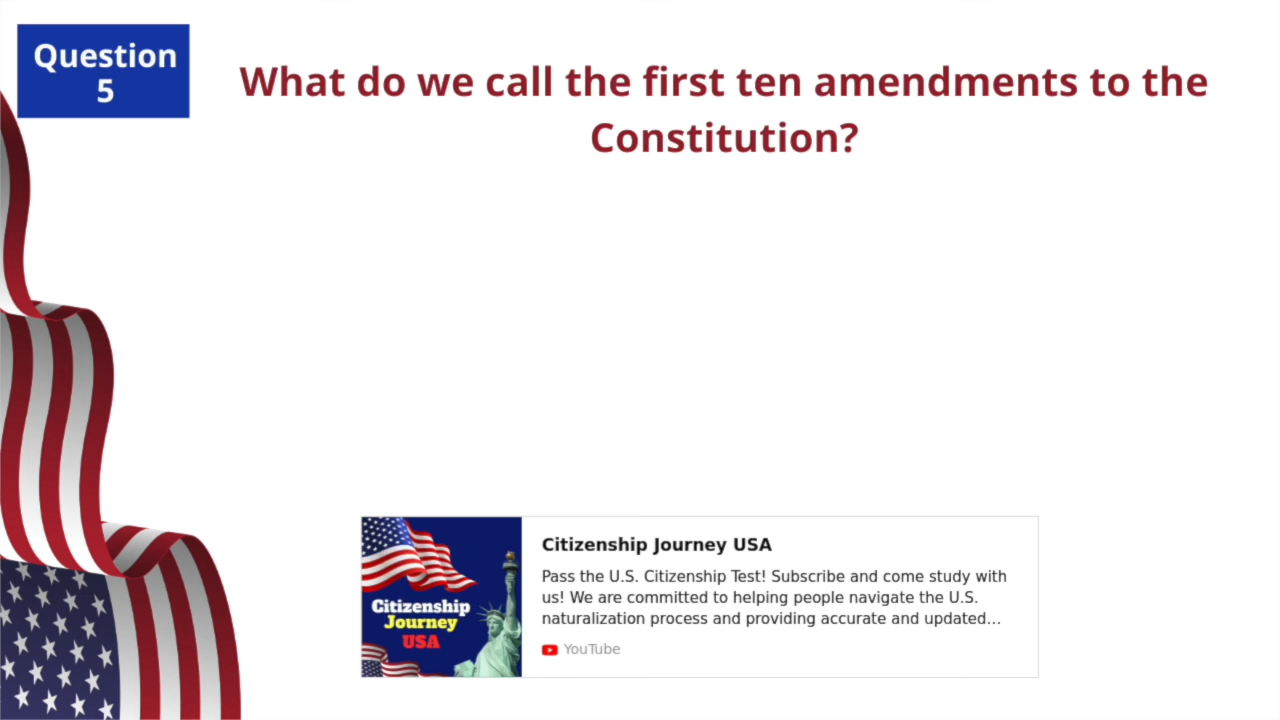 Question
5
What do we call the first ten amendments to the
Constitution?
Citizenship
Journey
USA
Citizenship Journey USA
Pass the U.S. Citizenship Test! Subscribe and come study with
us! We are committed to helping people navigate the U.S.
naturalization process and providing accurate and updated...
YouTube